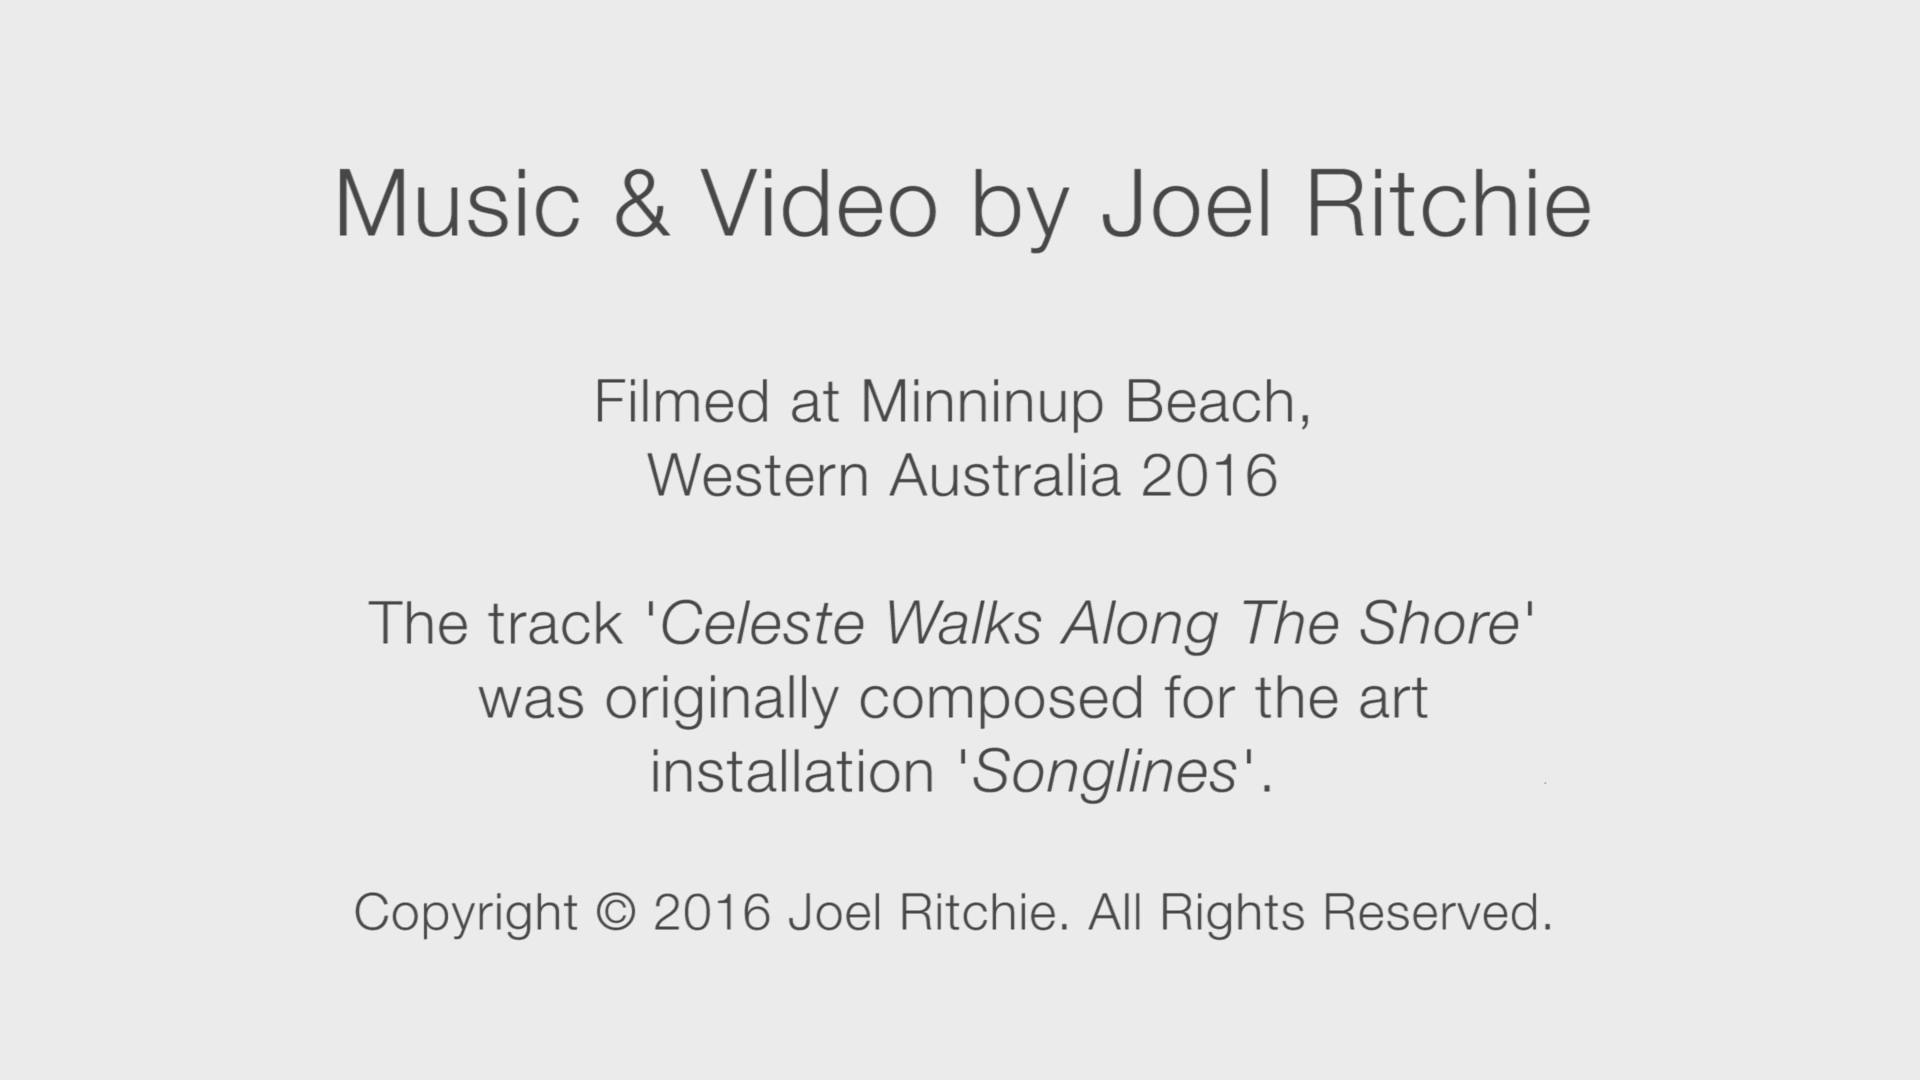 Music & Video by Joel Ritchie
Filmed at Minninup Beach,
Western Australia 2016
The track 'Celeste Walks Along The Shore'
was originally composed for the art
installation 'Songlines'.
Copyright © 2016 Joel Ritchie. All Rights Reserved.